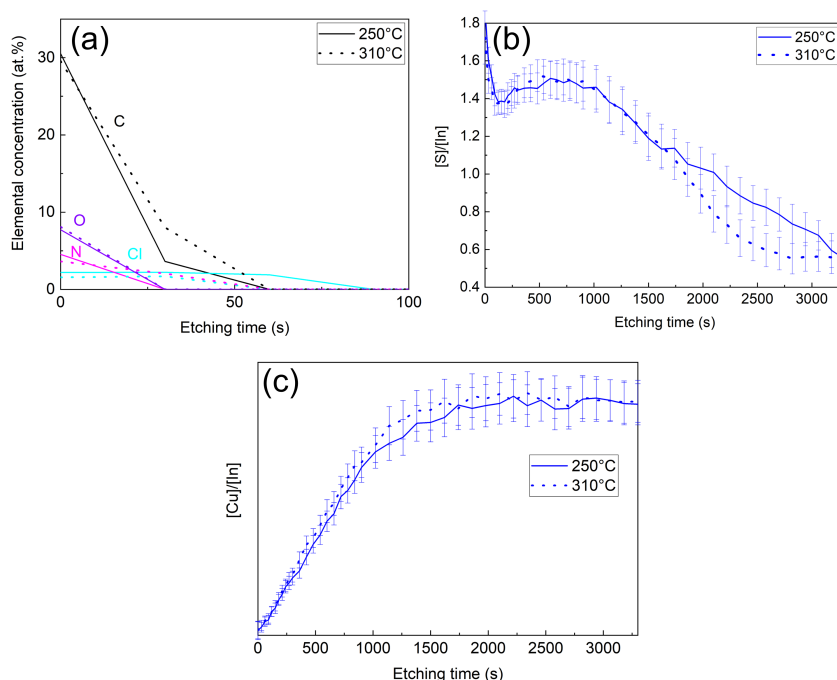 (a)
250°C
310°C
C
O
N
Cl
Elemental concentration (at.%)
30
20
10
0
0
50
100
Etching time (s)
(b)
250°C
310°C
[S]/[In]
1.8
1.6
1.4
1.2
1.0
0.8
0.6
0.4
0 500 1000 1500 2000 2500 3000
Etching time (s)
(c)
250°C
310°C
[Cu]/[In]
0 500 1000 1500 2000 2500 3000
Etching time (s)